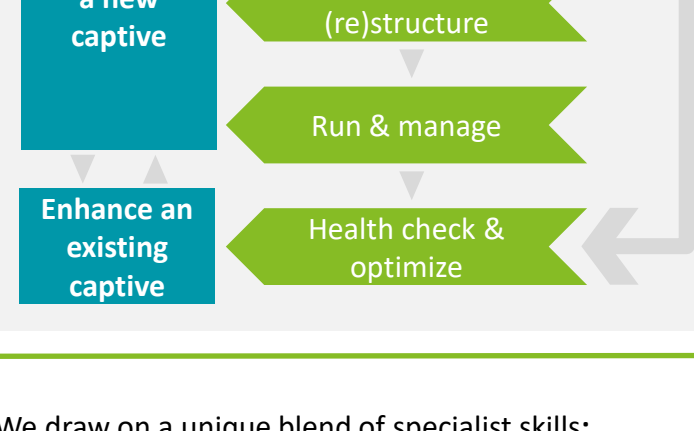 a new
captive
(re)structure
Run & manage
Enhance an
existing
captive
Health check &
optimize
We draw on a unique blend of specialist skills: